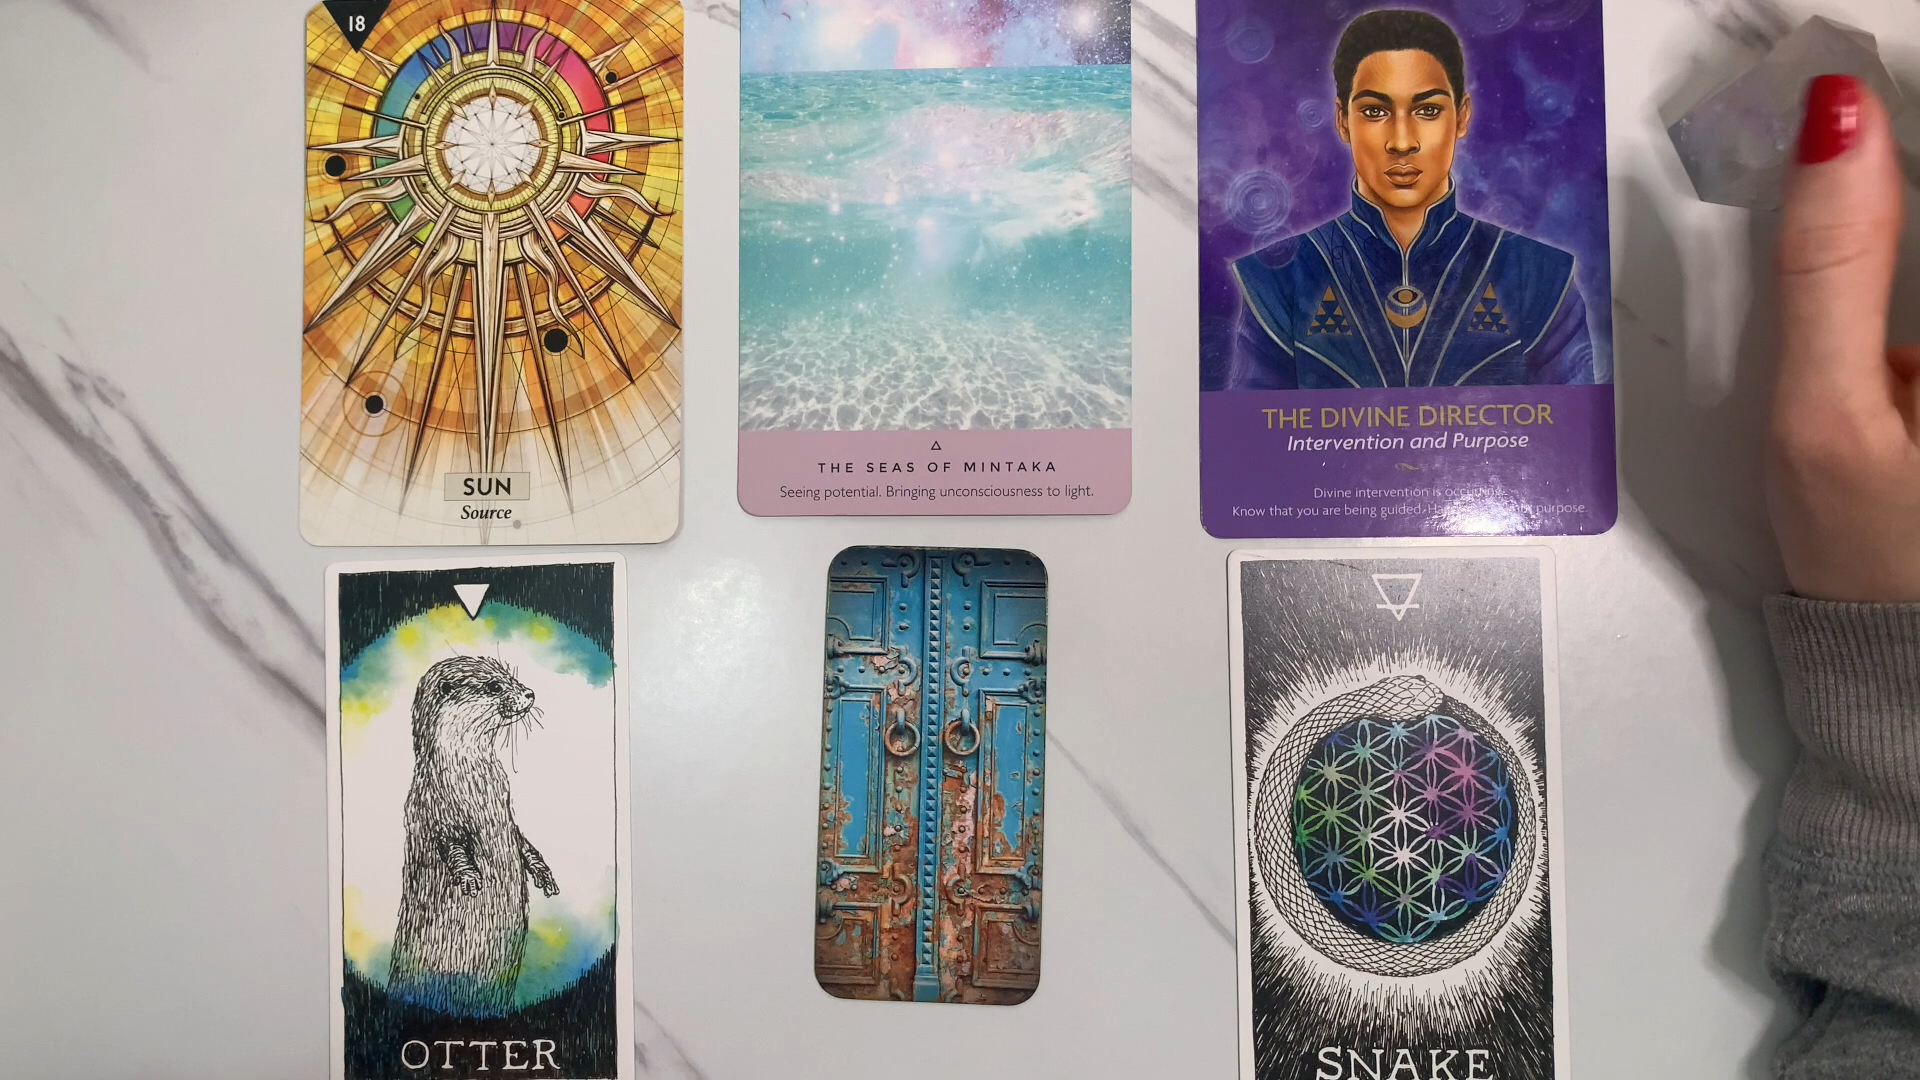 18
SUN
Source
THE SEAS OF MINTAKA
Seeing potential. Bringing unconsciousness to light.
THE DIVINE DIRECTOR
Intervention and Purpose
Divine intervention is occurring.
Know that you are being guided. purpose.
OTTER
SNAKE